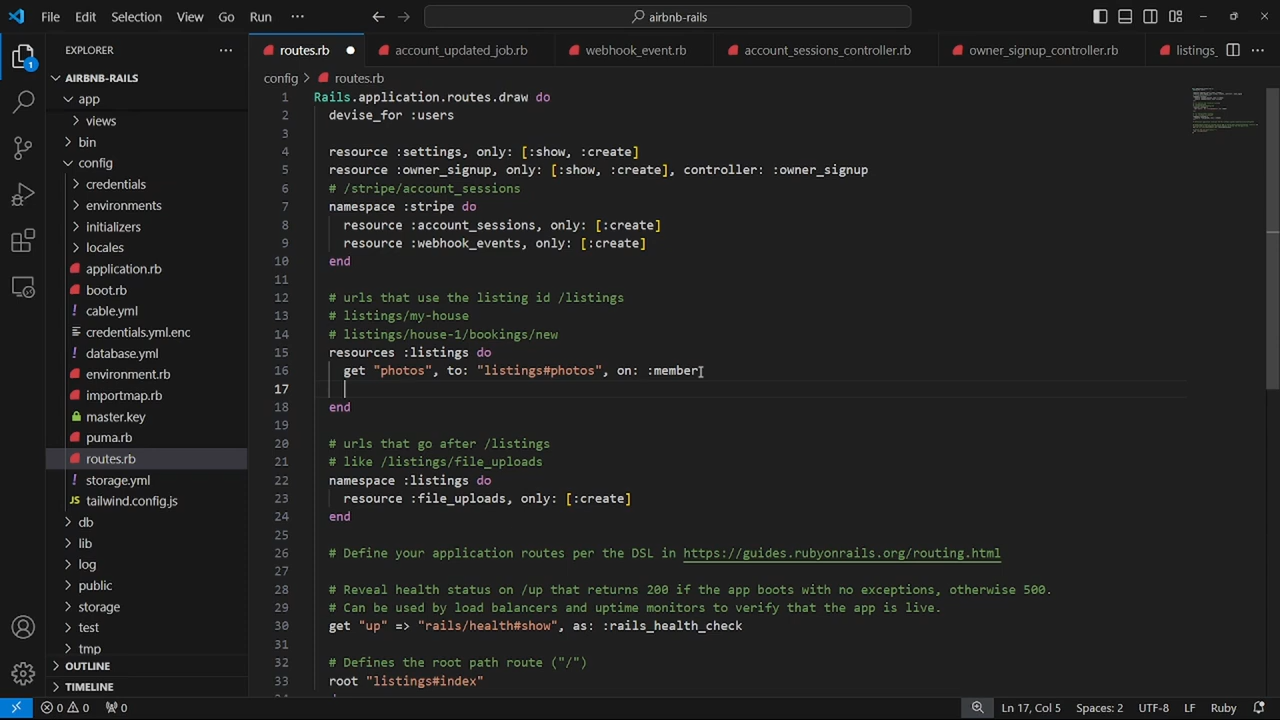 File Edit Selection View Go Run ··· airbnb-rails
EXPLORER ···
AIRBNB-RAILS
app
views
bin
config
credentials
environments
initializers
locales
application.rb
boot.rb
cable.yml
credentials.yml.enc
database.yml
environment.rb
importmap.rb
master.key
puma.rb
routes.rb
storage.yml
JS tailwind.config.js
db
lib
log
public
storage
test
tmp
OUTLINE
TIMELINE
1
routes.rb account_updated_job.rb webhook_event.rb account_sessions_controller.rb owner_signup_controller.rb listings_ ···
config > routes.rb
1 Rails.application.routes.draw do
2 devise_for :users
3
4 resource :settings, only: [:show, :create]
5 resource :owner_signup, only: [:show, :create], controller: :owner_signup
6 # /stripe/account_sessions
7 namespace :stripe do
8 resource :account_sessions, only: [:create]
9 resource :webhook_events, only: [:create]
10 end
11
12 # urls that use the listing id /listings
13 # listings/my-house
14 # listings/house-1/bookings/new
15 resources :listings do
16 get "photos", to: "listings#photos", on: :member
17
18 end
19
20 # urls that go after /listings
21 # like /listings/file_uploads
22 namespace :listings do
23 resource :file_uploads, only: [:create]
24 end
25
26 # Define your application routes per the DSL in https://guides.rubyonrails.org/routing.html
27
28 # Reveal health status on /up that returns 200 if the app boots with no exceptions, otherwise 500.
29 # Can be used by load balancers and uptime monitors to verify that the app is live.
30 get "up" => "rails/health#show", as: :rails_health_check
31
32 # Defines the root path route ("/")
33 root "listings#index"
0 0 0 Ln 17, Col 5 Spaces: 2 UTF-8 LF Ruby